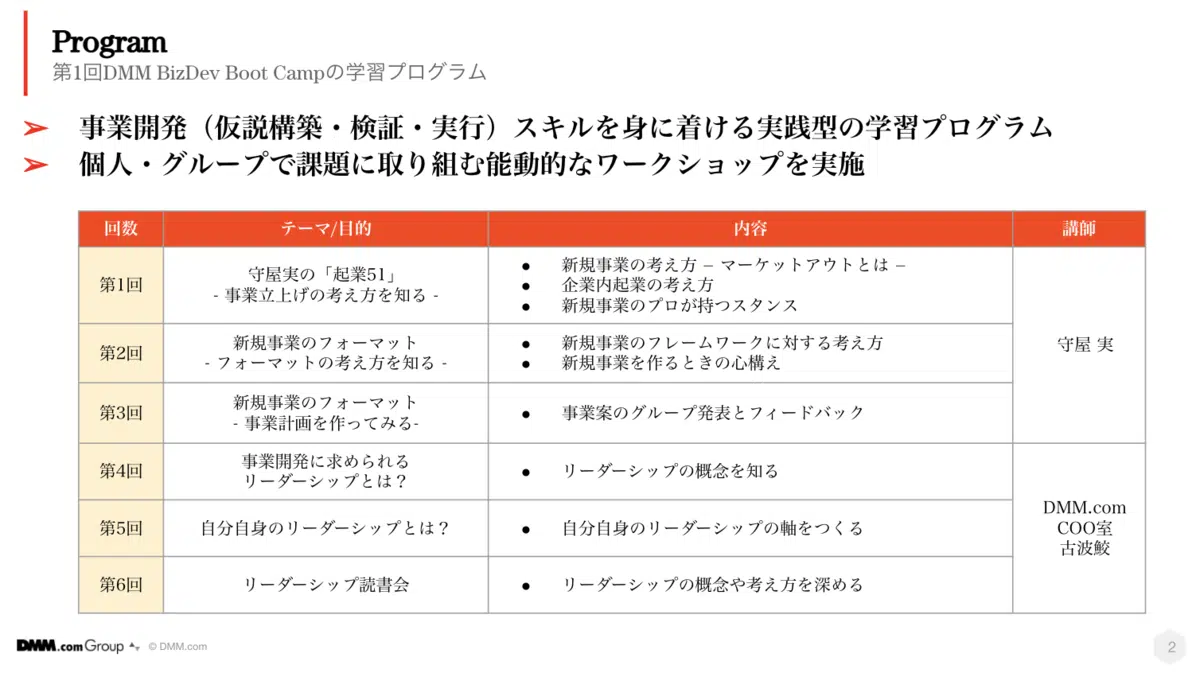 Program
第1回DMM BizDev Boot Campの学習プログラム
➢ 事業開発（仮説構築・検証・実行）スキルを身に着ける実践型の学習プログラム
➢ 個人・グループで課題に取り組む能動的なワークショップを実施
回数 テーマ/目的 内容 講師
第1回
守屋実の「起業51」
- 事業立上げの考え方を知る -
● 新規事業の考え方 – マーケットアウトとは –
● 企業内起業の考え方
● 新規事業のプロが持つスタンス
第2回
新規事業のフォーマット
- フォーマットの考え方を知る -
● 新規事業のフレームワークに対する考え方
● 新規事業を作るときの心構え
守屋 実
第3回
新規事業のフォーマット
- 事業計画を作ってみる-
● 事業案のグループ発表とフィードバック
第4回
事業開発に求められる
リーダーシップとは？
● リーダーシップの概念を知る
第5回
自分自身のリーダーシップとは？
● 自分自身のリーダーシップの軸をつくる
DMM.com
COO室
古波鮫
第6回
リーダーシップ読書会
● リーダーシップの概念や考え方を深める
DMM.comGroup © DMM.com
2